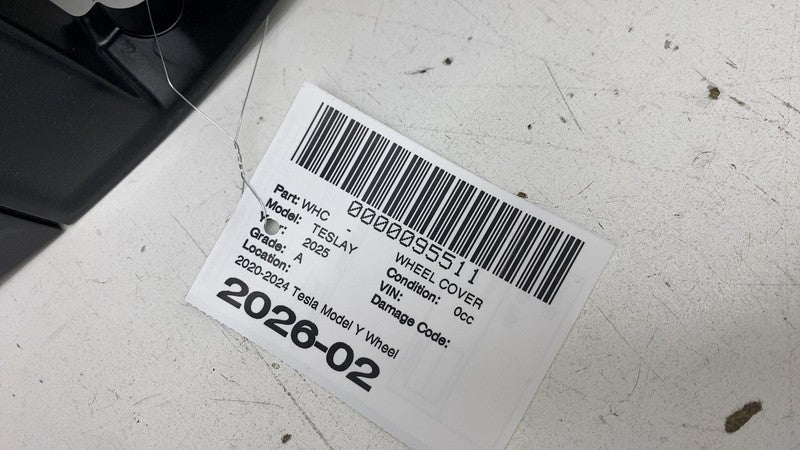 0000095511
Part: WHC - WHEEL COVER
Model: TESLAY Condition: 0cc
Year: 2025 VIN:
Grade: A Damage Code:
Location:
2020-2024 Tesla Model Y Wheel
2026-02